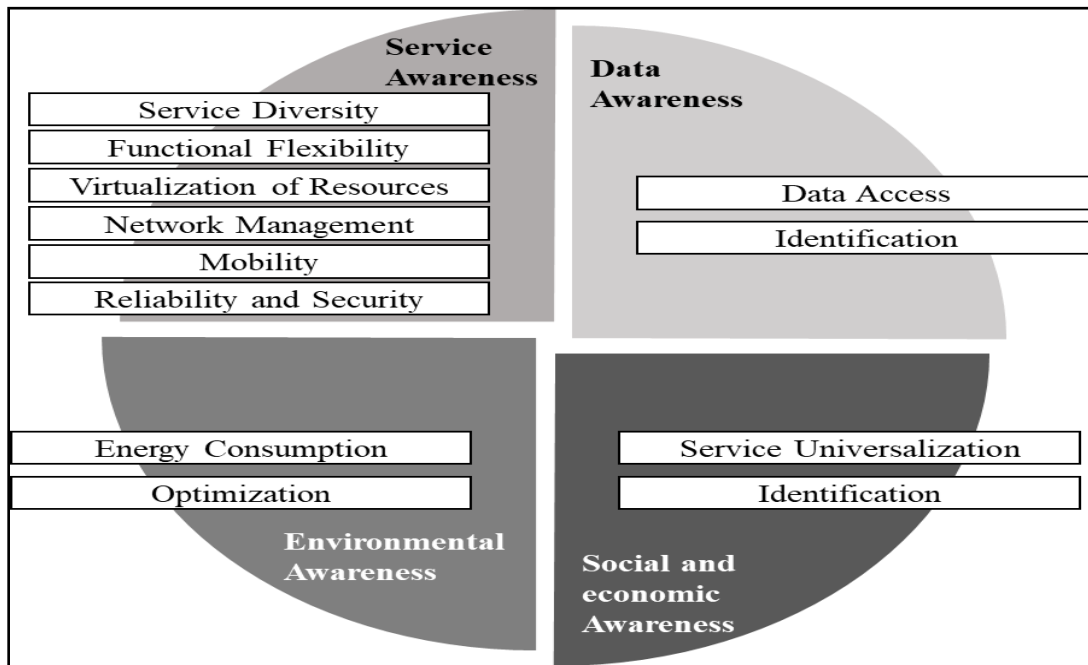 Service
Awareness
Service Diversity
Functional Flexibility
Virtualization of Resources
Network Management
Mobility
Reliability and Security
Data
Awareness
Data Access
Identification
Energy Consumption
Optimization
Environmental
Awareness
Service Universalization
Identification
Social and
economic
Awareness